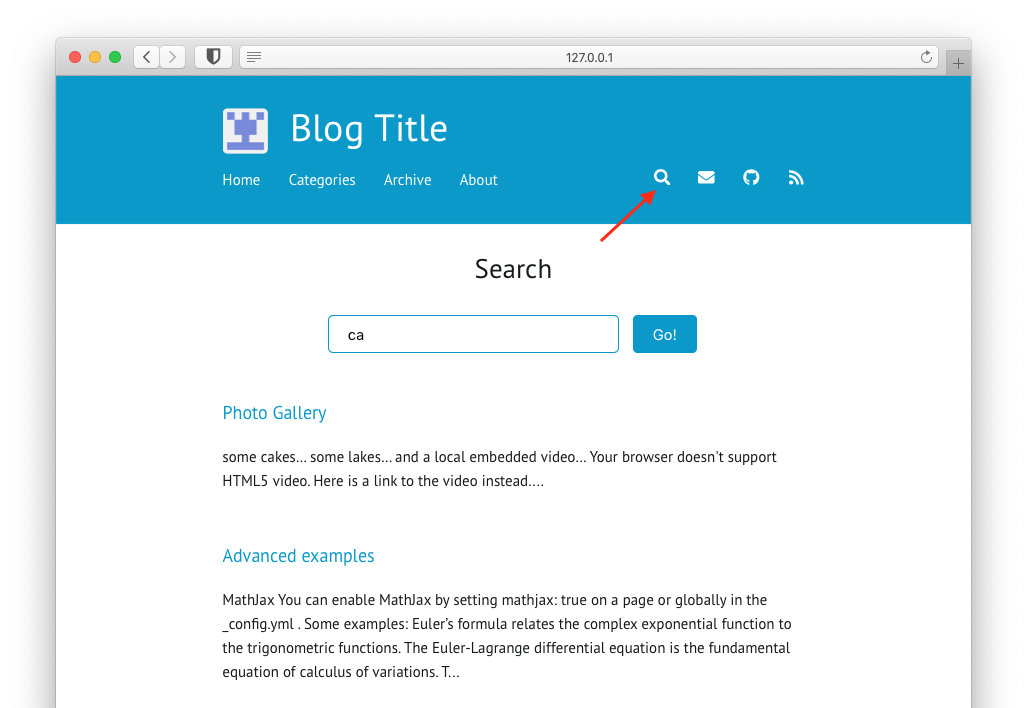 127.0.0.1
Blog Title
Home Categories Archive About
Search
ca
Go!
Photo Gallery
some cakes… some lakes… and a local embedded video… Your browser doesn't support
HTML5 video. Here is a link to the video instead....
Advanced examples
MathJax You can enable MathJax by setting mathjax: true on a page or globally in the
_config.yml . Some examples: Euler’s formula relates the complex exponential function to
the trigonometric functions. The Euler-Lagrange differential equation is the fundamental
equation of calculus of variations. T...